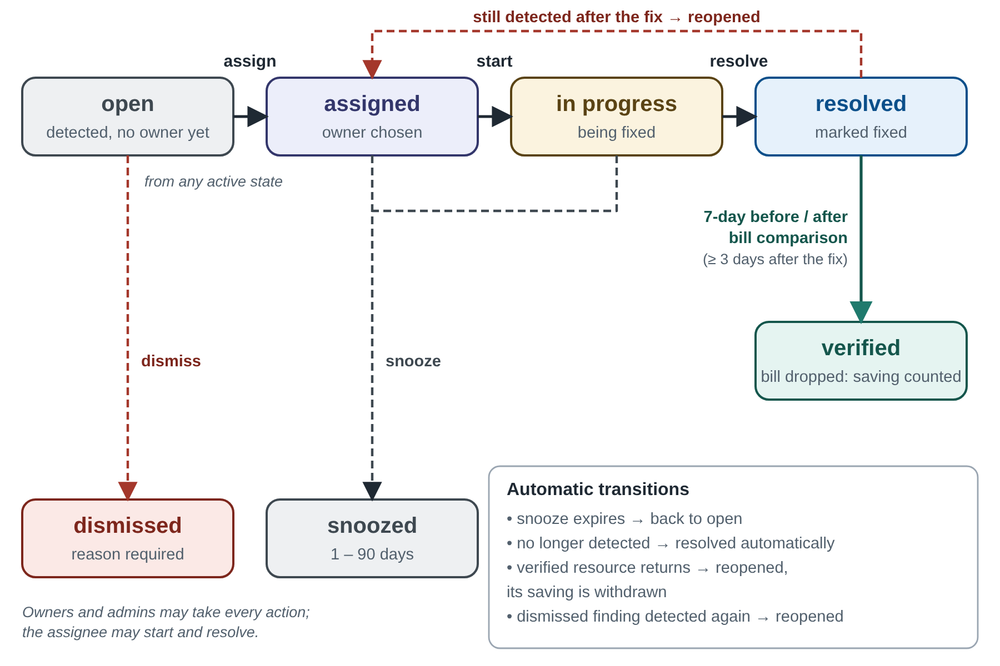 still detected after the fix → reopened
assign
start
resolve
open
detected, no owner yet
assigned
owner chosen
in progress
being fixed
resolved
marked fixed
from any active state
7-day before / after
bill comparison
(≥ 3 days after the fix)
dismiss
snooze
verified
bill dropped: saving counted
dismissed
reason required
snoozed
1 – 90 days
Automatic transitions
• snooze expires → back to open
• no longer detected → resolved automatically
• verified resource returns → reopened,
its saving is withdrawn
• dismissed finding detected again → reopened
Owners and admins may take every action;
the assignee may start and resolve.